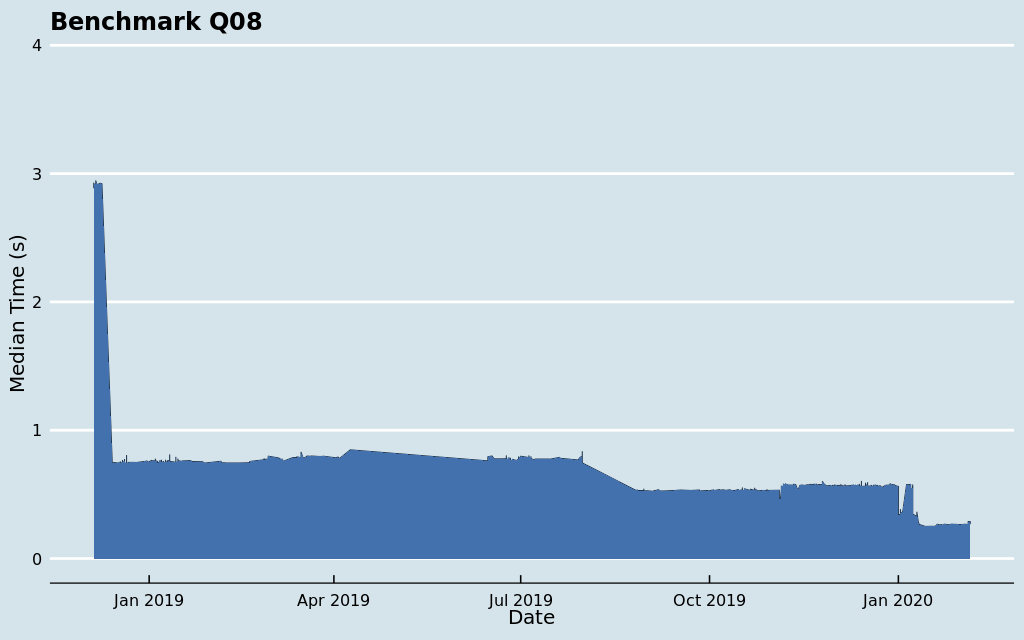 Benchmark Q08
Median Time (s)
4
3
2
1
0
Jan 2019
Apr 2019
Jul 2019
Oct 2019
Jan 2020
Date